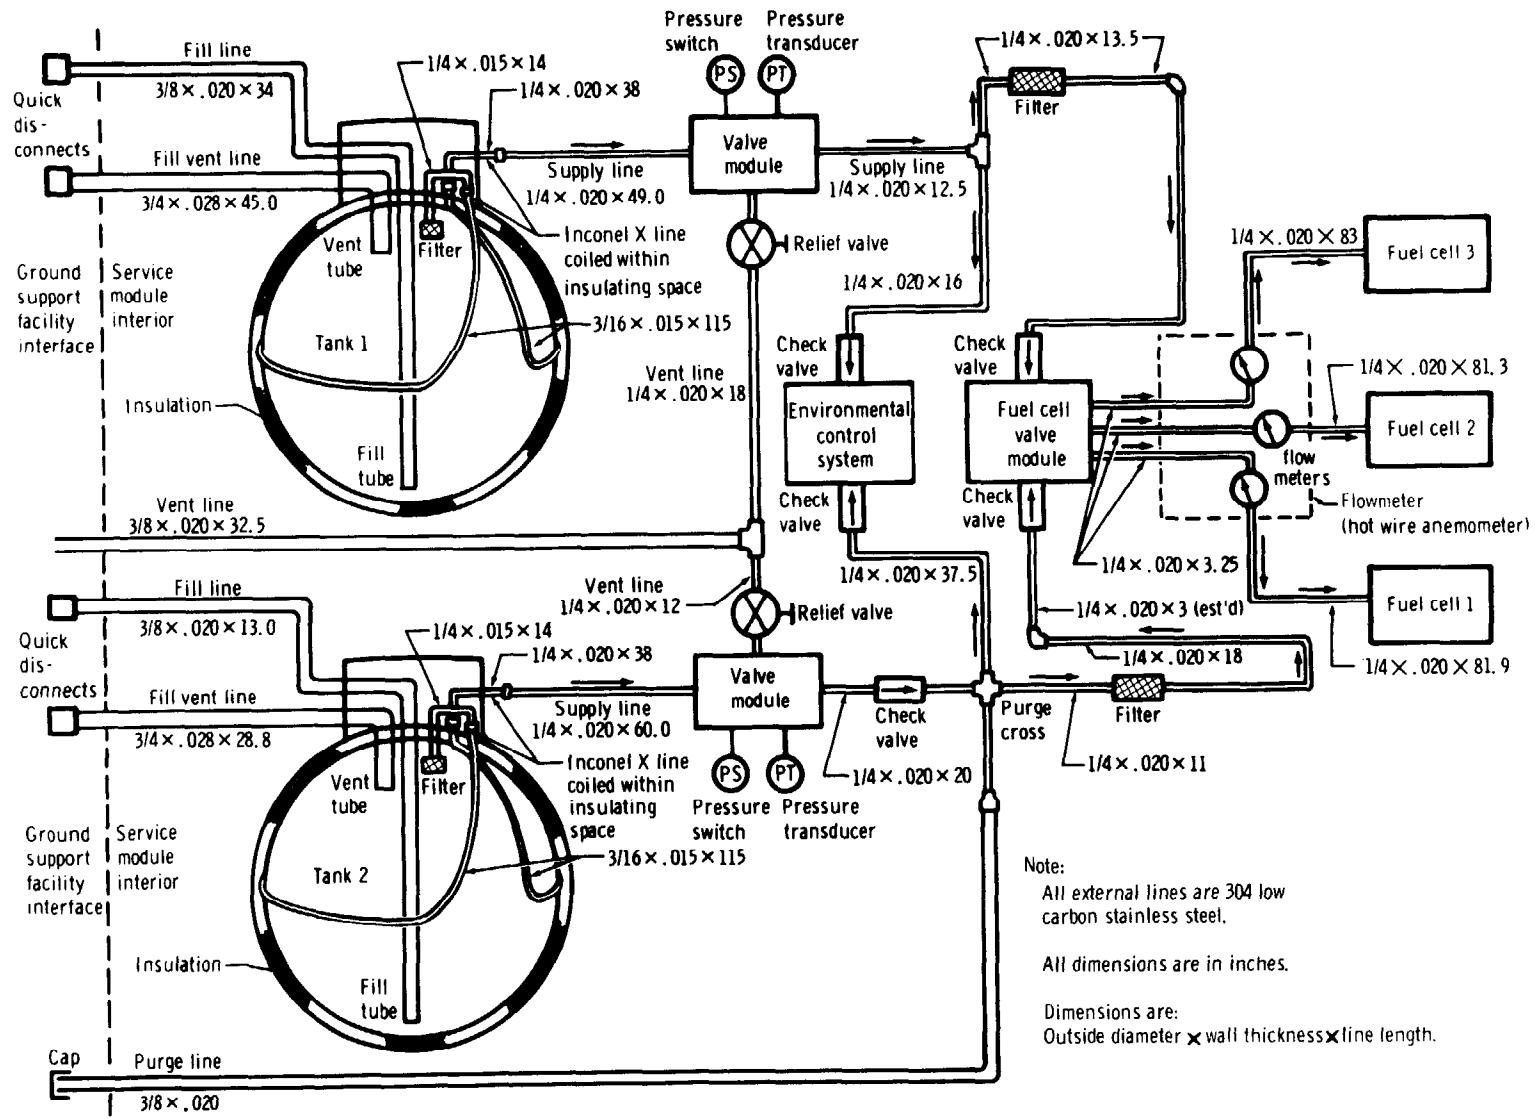 Pressure
switch
Pressure
transducer
PS
PT
Fill line
3/8 × .020 × 34
Quick
dis-
connects
1/4 × .015 × 14
1/4 × .020 × 38
1/4 × .020 × 13.5
Filter
Valve
module
Fill vent line
3/4 × .028 × 45.0
Supply line
1/4 × .020 × 49.0
Supply line
1/4 × .020 × 12.5
Vent
tube
Filter
Inconel X line
coiled within
insulating space
Relief valve
1/4 × .020 × 83
Fuel cell 3
Ground
support
facility
interface
Service
module
interior
1/4 × .020 × 16
3/16 × .015 × 115
Tank 1
Check
valve
Check
valve
Vent line
1/4 × .020 × 18
1/4 × .020 × 81.3
Insulation
Environmental
control
system
Fuel cell
valve
module
Fuel cell 2
Fill
tube
flow
meters
Check
valve
Check
valve
Flowmeter
(hot wire anemometer)
Vent line
3/8 × .020 × 32.5
1/4 × .020 × 37.5
1/4 × .020 × 3.25
Vent line
1/4 × .020 × 12
Relief valve
Fill line
3/8 × .020 × 13.0
1/4 × .020 × 3 (est'd)
Fuel cell 1
Quick
dis-
connects
1/4 × .015 × 14
1/4 × .020 × 38
1/4 × .020 × 18
1/4 × .020 × 81.9
Valve
module
Fill vent line
3/4 × .028 × 28.8
Supply line
1/4 × .020 × 60.0
Check
valve
Purge
cross
Filter
Vent
tube
Filter
Inconel X line
coiled within
insulating
space
PS
PT
1/4 × .020 × 20
1/4 × .020 × 11
Pressure
switch
Pressure
transducer
Ground
support
facility
interface
Service
module
interior
3/16 × .015 × 115
Tank 2
Note:
All external lines are 304 low
carbon stainless steel.
Insulation
All dimensions are in inches.
Fill
tube
Dimensions are:
Outside diameter × wall thickness × line length.
Cap
Purge line
3/8 × .020